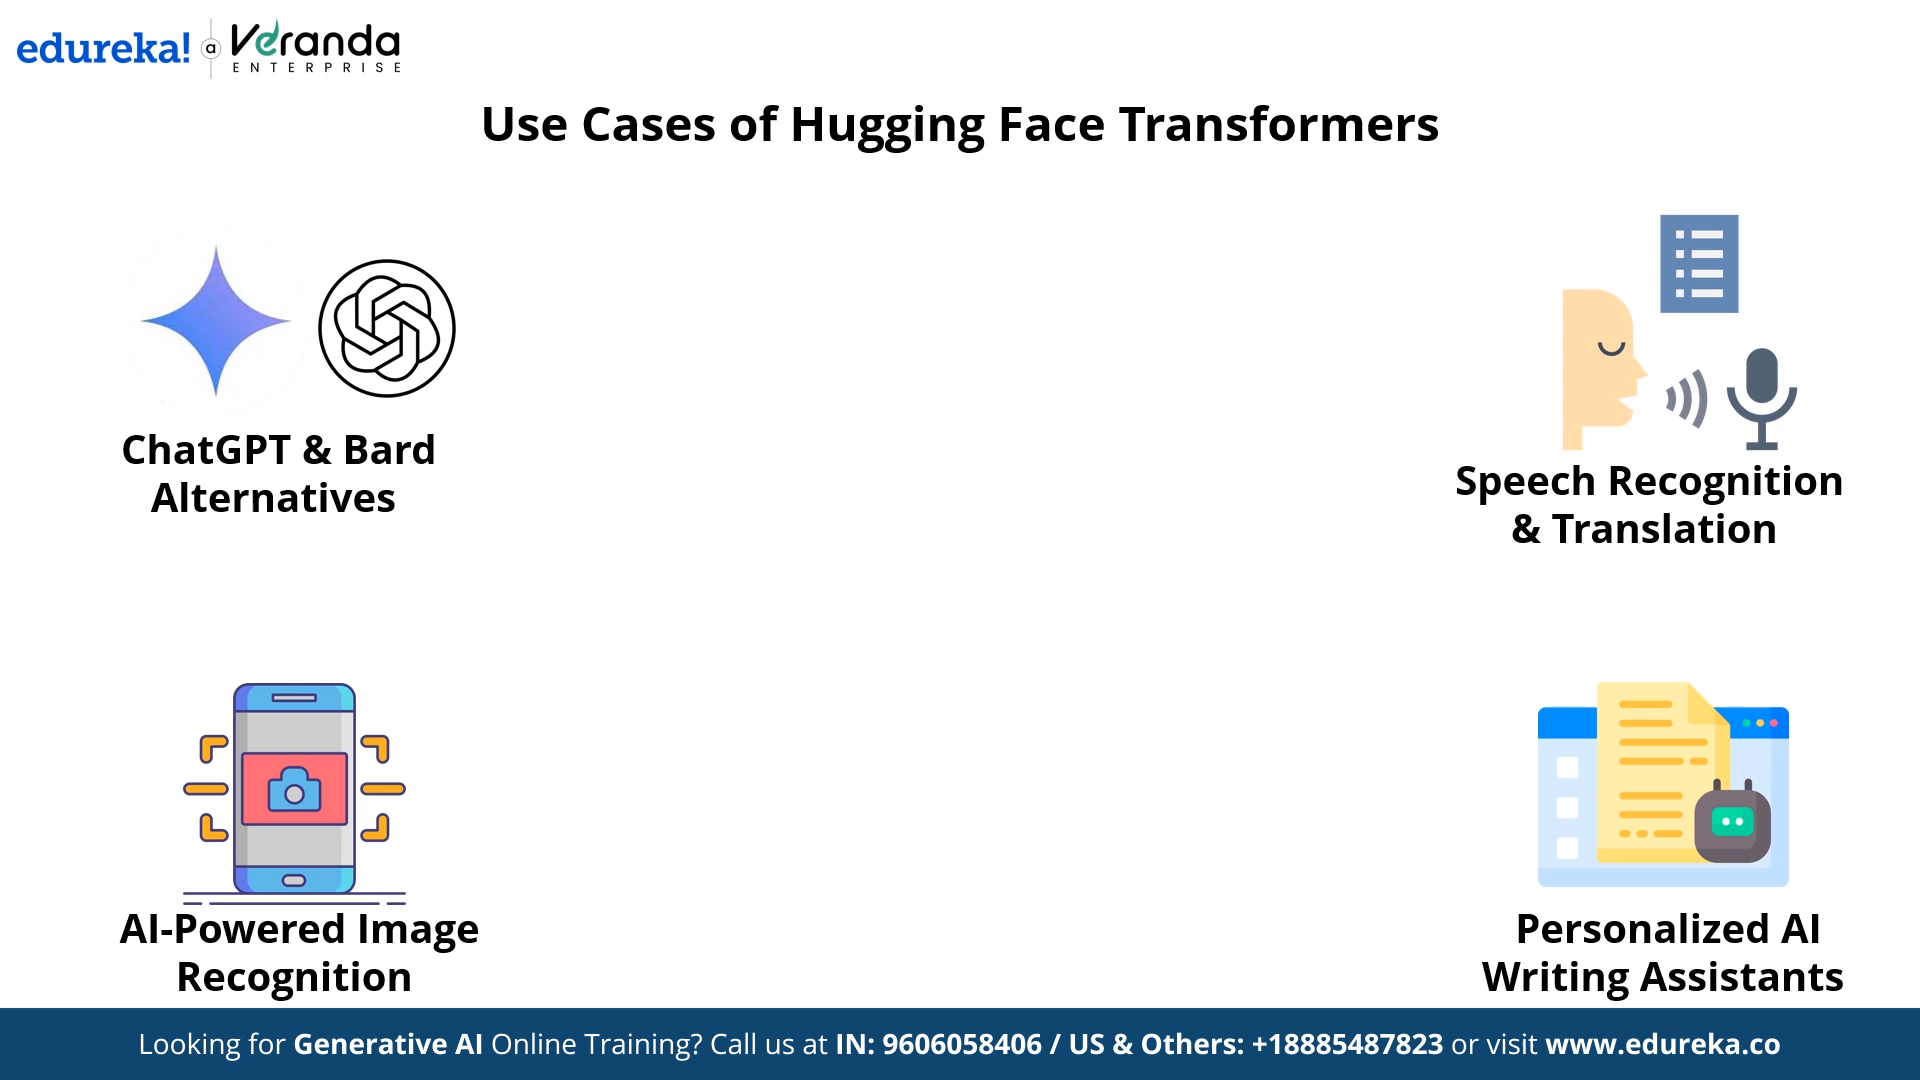 edureka! a Veranda
ENTERPRISE
Use Cases of Hugging Face Transformers
ChatGPT & Bard
Alternatives
Speech Recognition
& Translation
AI-Powered Image
Recognition
Personalized AI
Writing Assistants
Looking for Generative AI Online Training? Call us at IN: 9606058406 / US & Others: +18885487823 or visit www.edureka.co